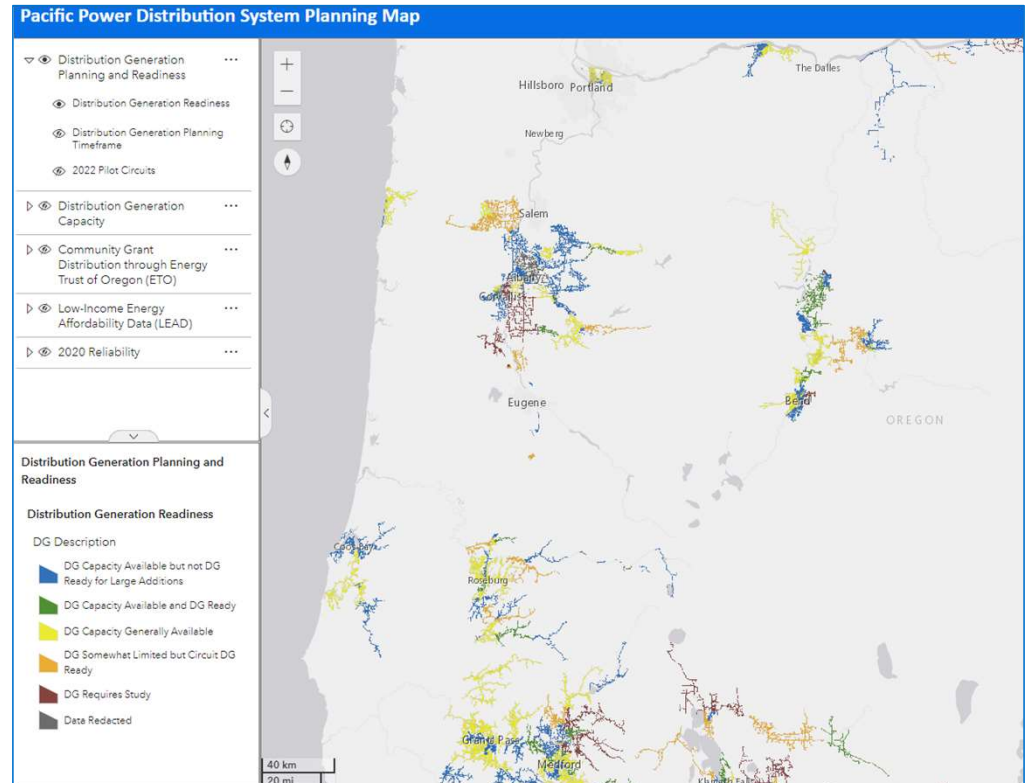 Pacific Power Distribution System Planning Map
Distribution Generation
Planning and Readiness
Distribution Generation Readiness
Distribution Generation Planning
Timeframe
2022 Pilot Circuits
Distribution Generation
Capacity
Community Grant
Distribution through Energy
Trust of Oregon (ETO)
Low-Income Energy
Affordability Data (LEAD)
2020 Reliability
Distribution Generation Planning and
Readiness
Distribution Generation Readiness
DG Description
DG Capacity Available but not DG
Ready for Large Additions
DG Capacity Available and DG Ready
DG Capacity Generally Available
DG Somewhat Limited but Circuit DG
Ready
DG Requires Study
Data Redacted
The Dalles
Hillsboro
Portland
Newberg
Salem
Albany
Corvallis
Eugene
Bend
OREGON
Coos Bay
Roseburg
Grants Pass
Medford
Klamath Falls
40 km
20 mi